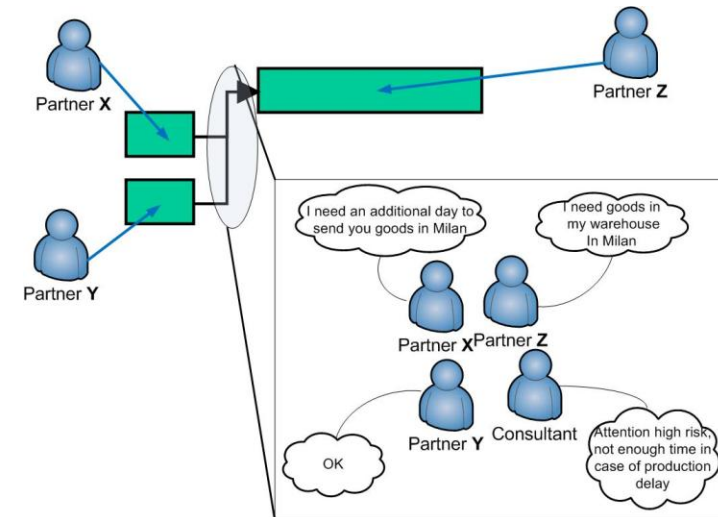 Partner X
Partner Z
Partner Y
I need an additional day to
send you goods in Milan
I need goods in
my warehouse
In Milan
Partner X
Partner Z
Partner Y
Consultant
OK
Attention high risk,
not enough time in
case of production
delay